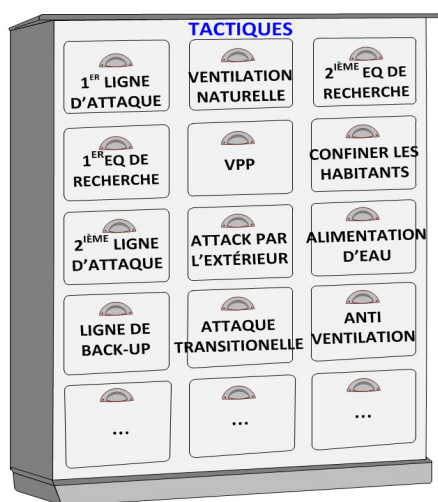 TACTIQUES
1ER LIGNE
D'ATTAQUE
VENTILATION
NATURELLE
2IÈME EQ DE
RECHERCHE
1ER EQ DE
RECHERCHE
VPP
CONFINER LES
HABITANTS
2IÈME LIGNE
D'ATTAQUE
ATTACK PAR
L'EXTÉRIEUR
ALIMENTATION
D'EAU
LIGNE DE
BACK-UP
ATTAQUE
TRANSITIONELLE
ANTI
VENTILATION
...
...
...